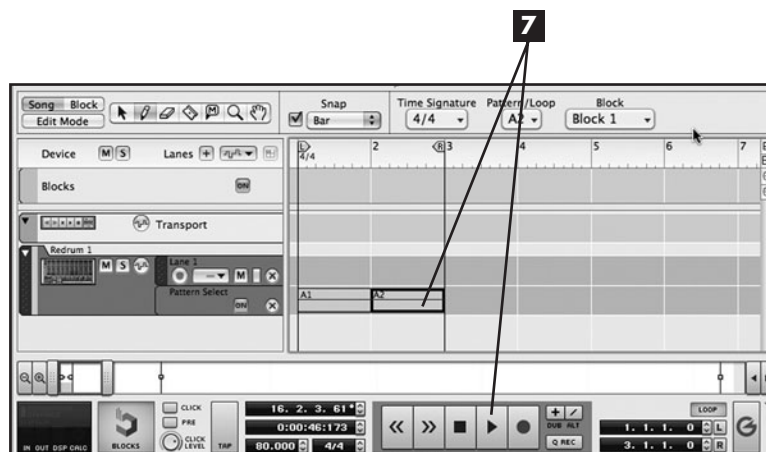 7
Song Block
Edit Mode
M
Snap
Bar
Time Signature
4/4
Pattern/Loop
A2
Block
Block 1
Device M S Lanes +
L 2 R 3 4 5 6 7
4/4
Blocks ON
Transport
Redrum 1
M S
Lane 1
M
Pattern Select
ON
A1 A2
CLICK
PRE
CLICK
LEVEL
TAP
IN OUT DSP CALC
BLOCKS
16. 2. 3. 61
0:00:46:173
80.000 4/4
DUB ALT
Q REC
LOOP
1. 1. 1. 0 L
3. 1. 1. 0 R